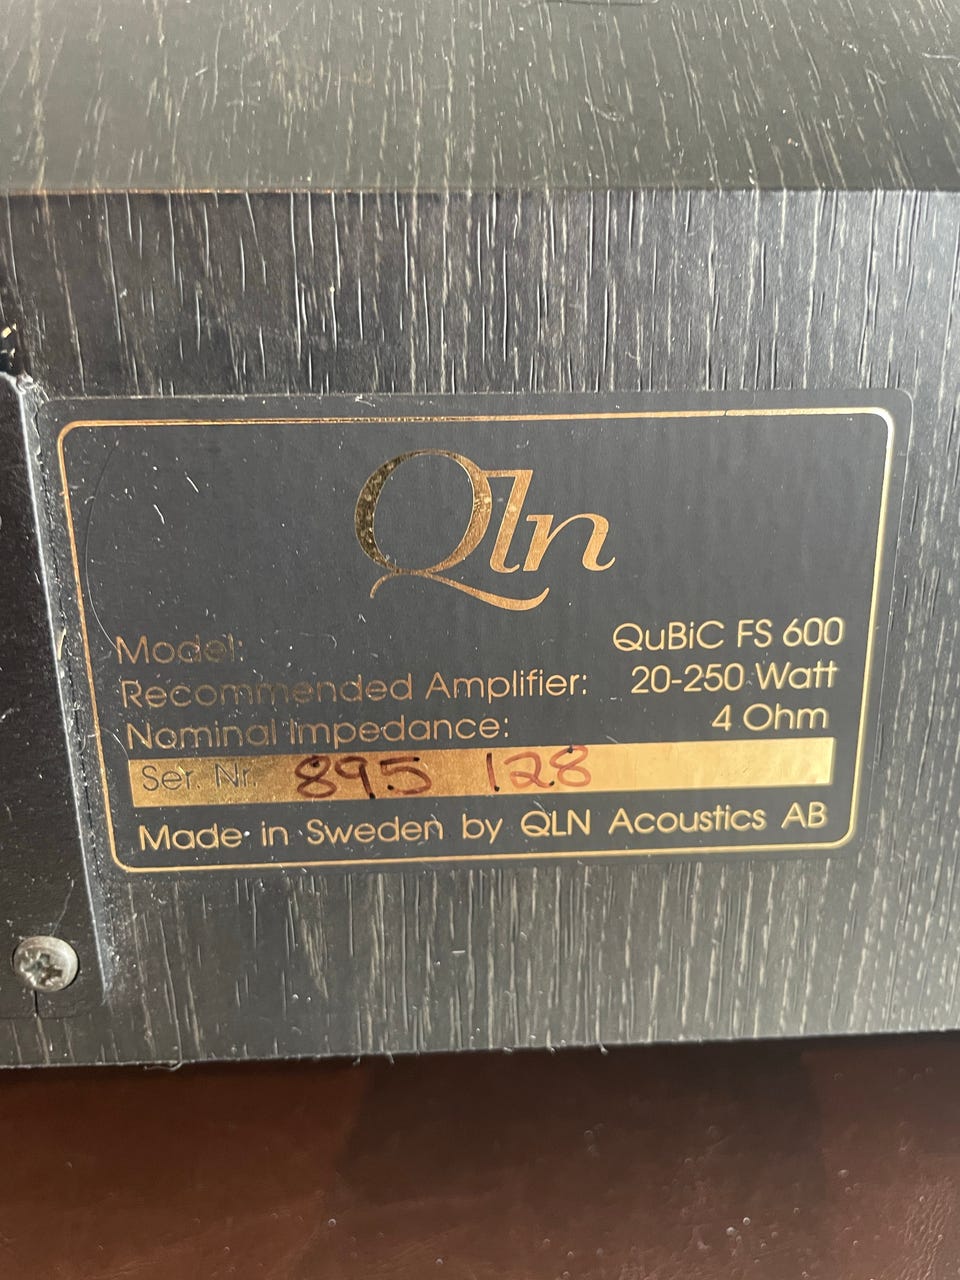 Qln
Model: QuBiC FS 600
Recommended Amplifier: 20-250 Watt
Nominal Impedance: 4 Ohm
Ser. Nr. 895 128
Made in Sweden by QLN Acoustics AB